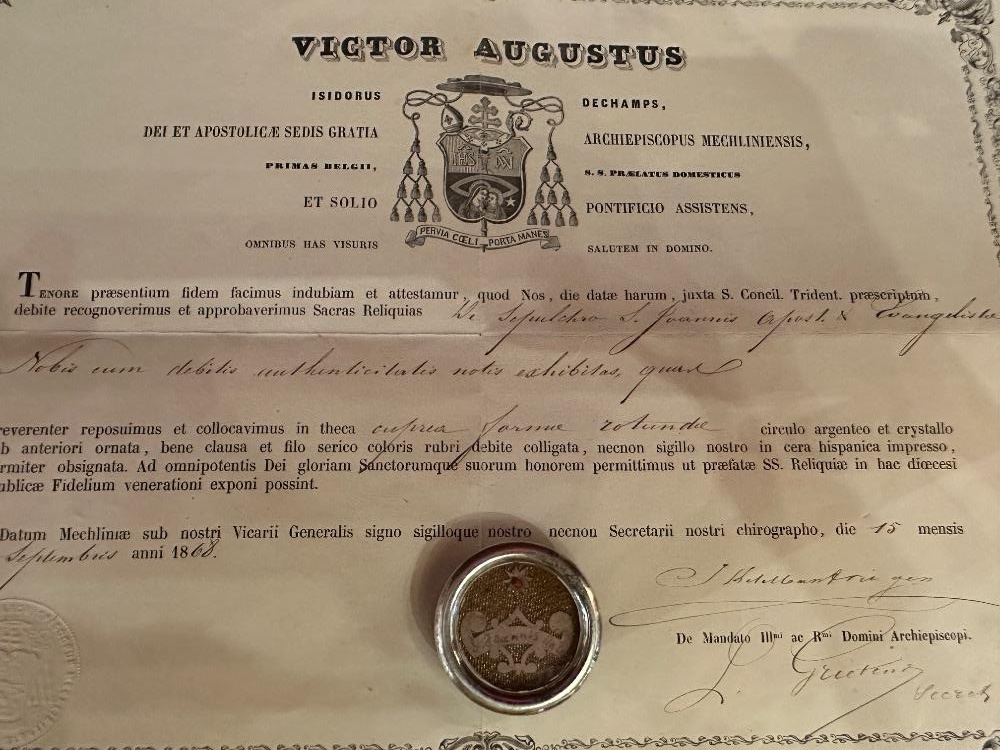 VICTOR AUGUSTUS
ISIDORUS DECHAMPS,
DEI ET APOSTOLICÆ SEDIS GRATIA ARCHIEPISCOPUS MECHLINIENSIS,
PRIMAS BELGII, S. S. PRÆLATUS DOMESTICUS
ET SOLIO PONTIFICIO ASSISTENS,
IHS
PERVIA CŒLI PORTA MANES
OMNIBUS HAS VISURIS SALUTEM IN DOMINO.
TENORE præsentium fidem facimus indubiam et attestamur, quod Nos, die datæ harum, juxta S. Concil. Trident. præscriptum,
debite recognoverimus et approbaverimus Sacras Reliquias De Sepulchro S. Joannis Apost. & Evangelistæ
Nobis cum debitis authenticitatis notis exhibitas, quas
reverenter reposuimus et collocavimus in theca cuprea formæ rotundæ circulo argenteo et crystallo
b anteriori ornata, bene clausa et filo serico coloris rubri debite colligata, necnon sigillo nostro in cera hispanica impresso,
rmiter obsignata. Ad omnipotentis Dei gloriam Sanctorumque suorum honorem permittimus ut præfatæ SS. Reliquiæ in hac diœcesi
ublicæ Fidelium venerationi exponi possint.
Datum Mechliniæ sub nostri Vicarii Generalis signo sigilloque nostro necnon Secretarii nostri chirographo, die 15 mensis
Septembris anni 1868.
De Mandato Illmi ac Rmi Domini Archiepiscopi.
Secret